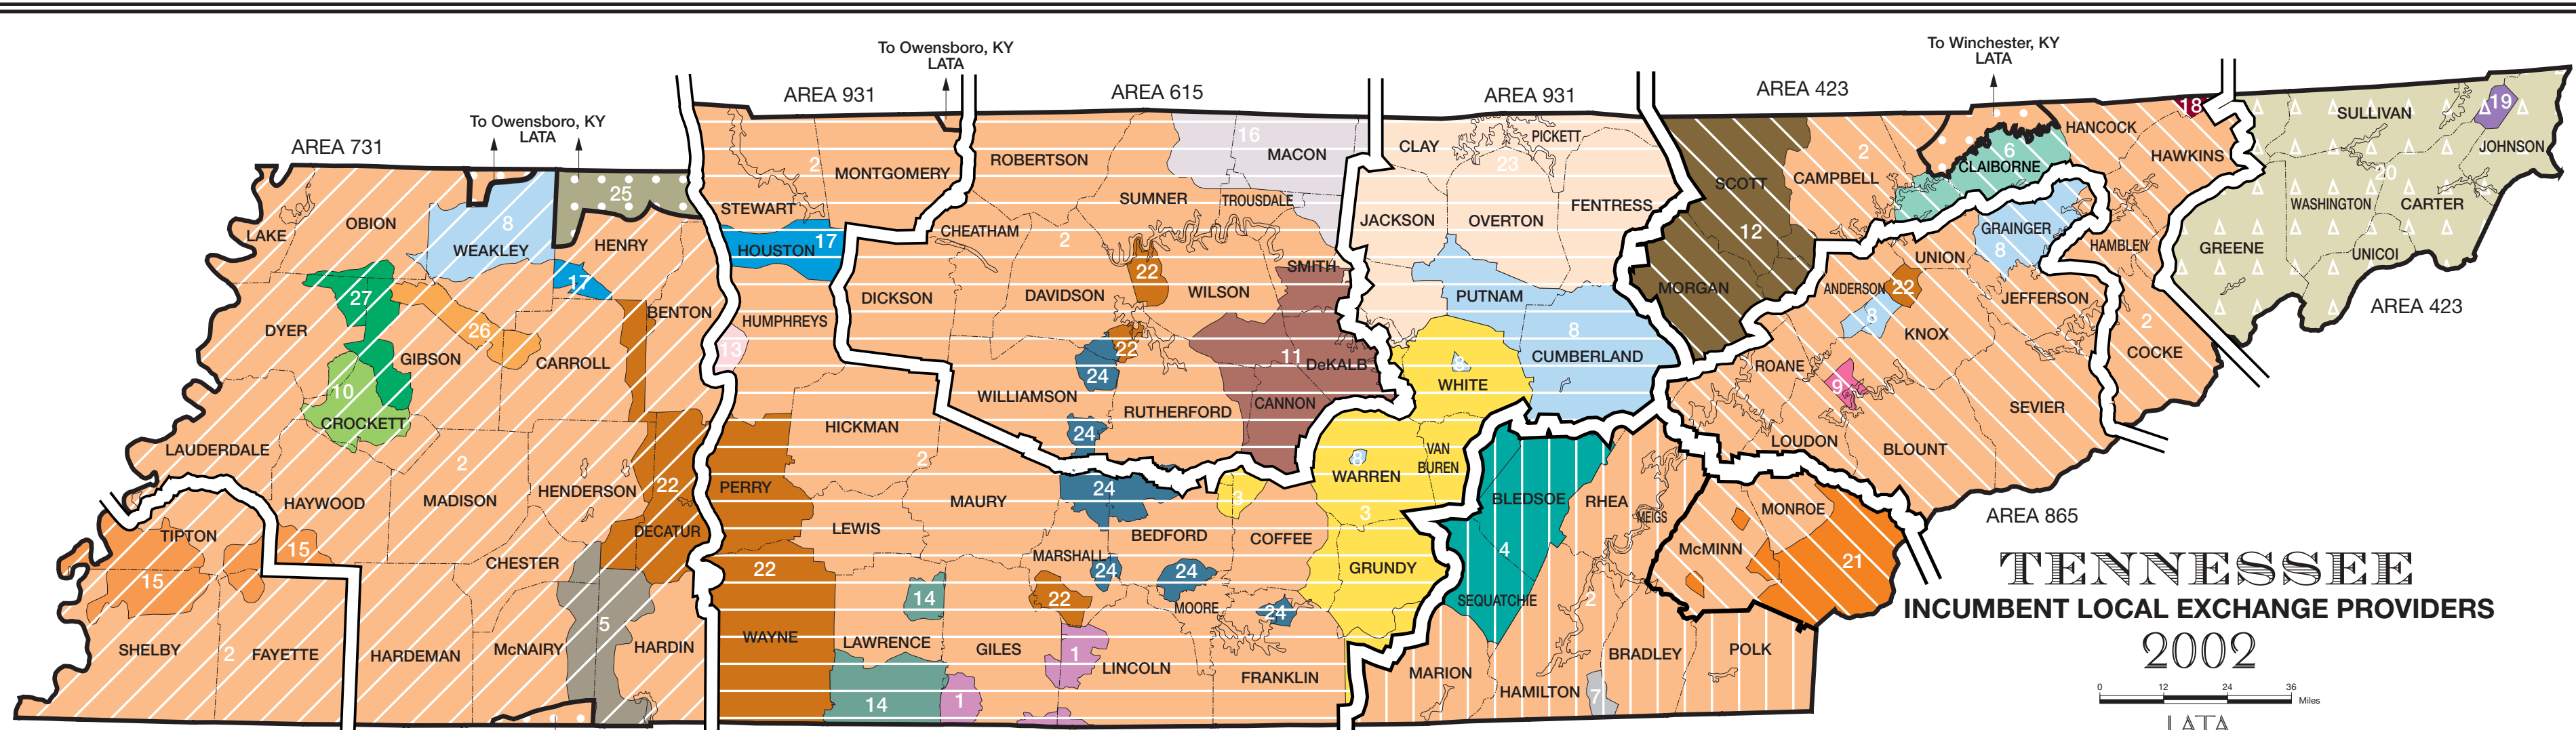 To Owensboro, KY
LATA
To Winchester, KY
LATA
AREA 931
AREA 615
AREA 931
AREA 423
To Owensboro, KY
LATA
AREA 731
18
19
SULLIVAN
16
MACON
CLAY
PICKETT
23
2
6
CLAIBORNE
HANCOCK
HAWKINS
JOHNSON
2
MONTGOMERY
ROBERTSON
SCOTT
CAMPBELL
20
25
STEWART
SUMNER
TROUSDALE
JACKSON
OVERTON
FENTRESS
WASHINGTON
CARTER
LAKE
OBION
8
WEAKLEY
HENRY
HOUSTON
17
CHEATHAM
2
12
UNION
GRAINGER
8
HAMBLEN
GREENE
UNICOI
27
17
DICKSON
DAVIDSON
22
WILSON
SMITH
PUTNAM
MORGAN
ANDERSON
22
JEFFERSON
AREA 423
DYER
26
BENTON
HUMPHREYS
8
8
KNOX
2
COCKE
GIBSON
CARROLL
13
22
11
DeKALB
8
WHITE
CUMBERLAND
ROANE
10
CROCKETT
24
WILLIAMSON
RUTHERFORD
CANNON
9
SEVIER
LAUDERDALE
HICKMAN
24
LOUDON
BLOUNT
2
2
8
WARREN
VAN
BUREN
HAYWOOD
MADISON
HENDERSON
22
PERRY
MAURY
24
3
3
BLEDSOE
RHEA
MEIGS
MONROE
AREA 865
TIPTON
15
15
CHESTER
DECATUR
LEWIS
MARSHALL
BEDFORD
COFFEE
4
McMINN
21
TENNESSEE
22
24
24
GRUNDY
14
22
MOORE
24
SEQUATCHIE
2
INCUMBENT LOCAL EXCHANGE PROVIDERS
2002
SHELBY
2
FAYETTE
HARDEMAN
McNAIRY
5
HARDIN
WAYNE
LAWRENCE
GILES
1
LINCOLN
FRANKLIN
MARION
HAMILTON
7
BRADLEY
POLK
14
1
0 12 24 36
Miles
LATA